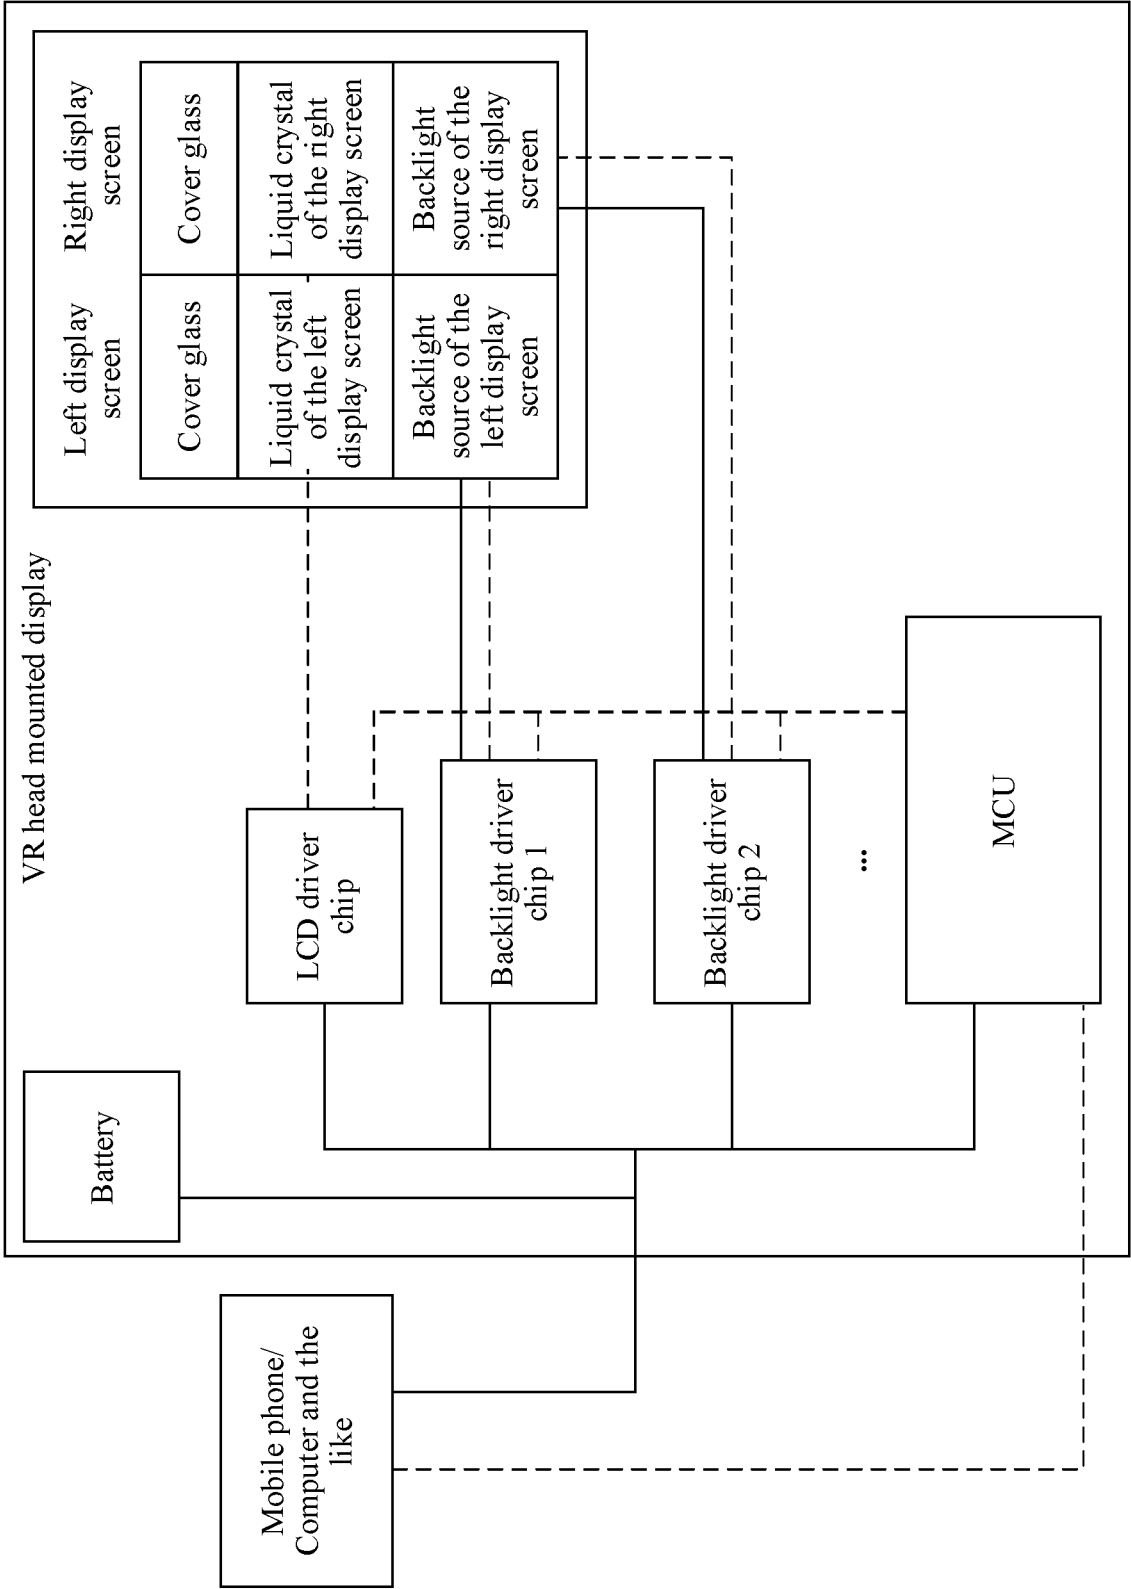 VR head mounted display
Left display
screen
Right display
screen
Cover glass
Cover glass
Liquid crystal
of the left
display screen
Liquid crystal
of the right
display screen
Backlight
source of the
left display
screen
Backlight
source of the
right display
screen
Battery
LCD driver
chip
Backlight driver
chip 1
Backlight driver
chip 2
...
MCU
Mobile phone/
Computer and the
like